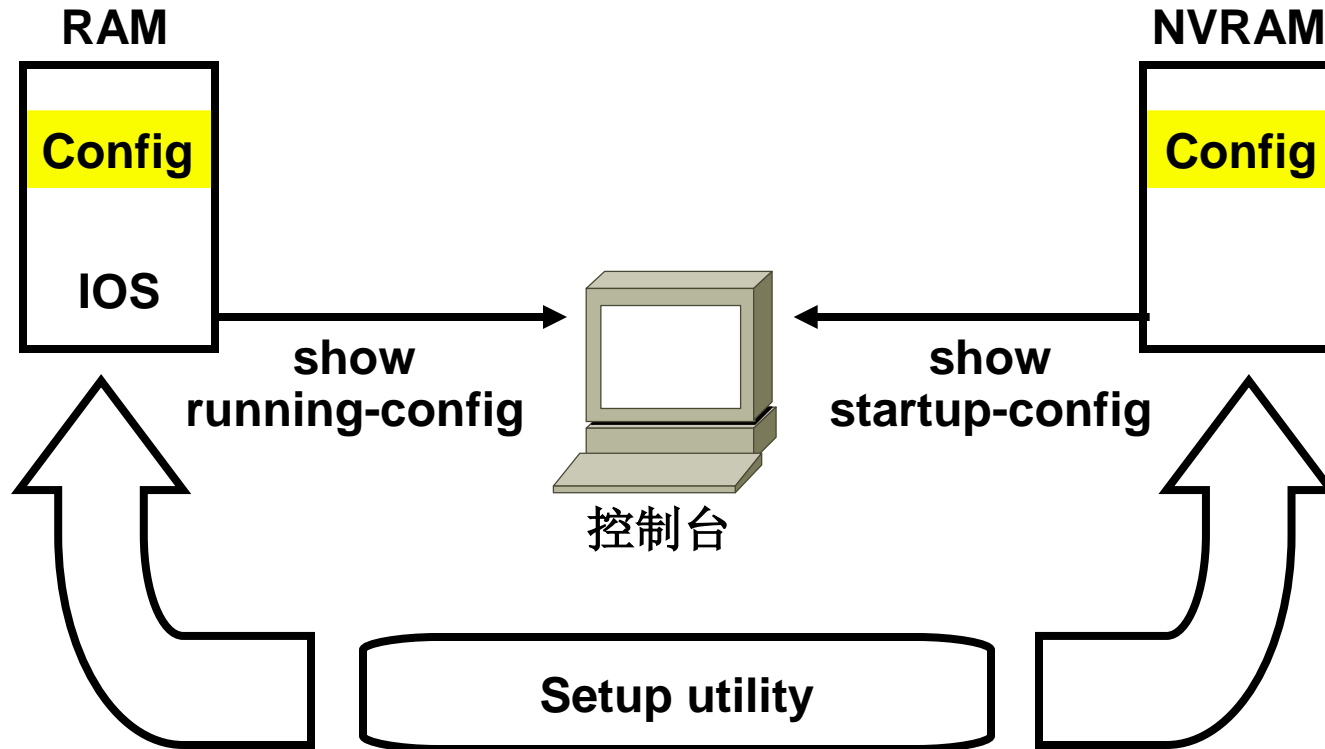 RAM
NVRAM
Config
Config
IOS
show
running-config
show
startup-config
控制台
Setup utility